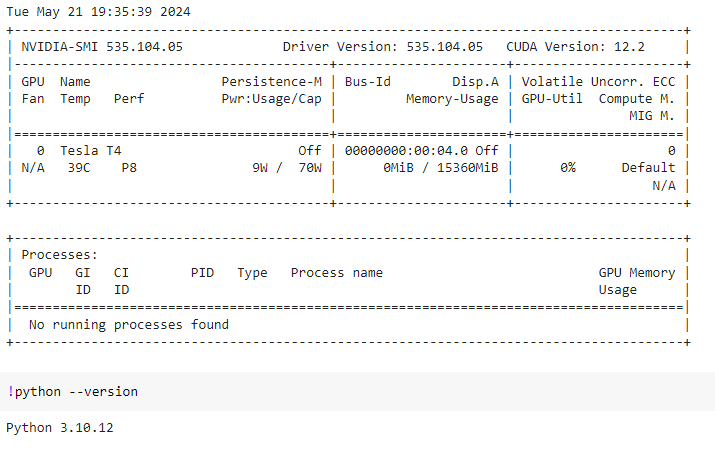 Tue May 21 19:35:39 2024
+---------------------------------------------------------------------------------------+
| NVIDIA-SMI 535.104.05             Driver Version: 535.104.05   CUDA Version: 12.2     |
|-----------------------------------------+----------------------+----------------------+
| GPU  Name                 Persistence-M | Bus-Id        Disp.A | Volatile Uncorr. ECC |
| Fan  Temp   Perf          Pwr:Usage/Cap |         Memory-Usage | GPU-Util  Compute M. |
|                                         |                      |               MIG M. |
|=========================================+======================+======================|
|   0  Tesla T4                       Off | 00000000:00:04.0 Off |                    0 |
| N/A   39C    P8               9W /  70W |      0MiB / 15360MiB |      0%      Default |
|                                         |                      |                  N/A |
+-----------------------------------------+----------------------+----------------------+

+---------------------------------------------------------------------------------------+
| Processes:                                                                            |
|  GPU   GI   CI        PID   Type   Process name                            GPU Memory |
|        ID   ID                                                             Usage      |
|=======================================================================================|
|  No running processes found                                                           |
+---------------------------------------------------------------------------------------+
!python --version
Python 3.10.12